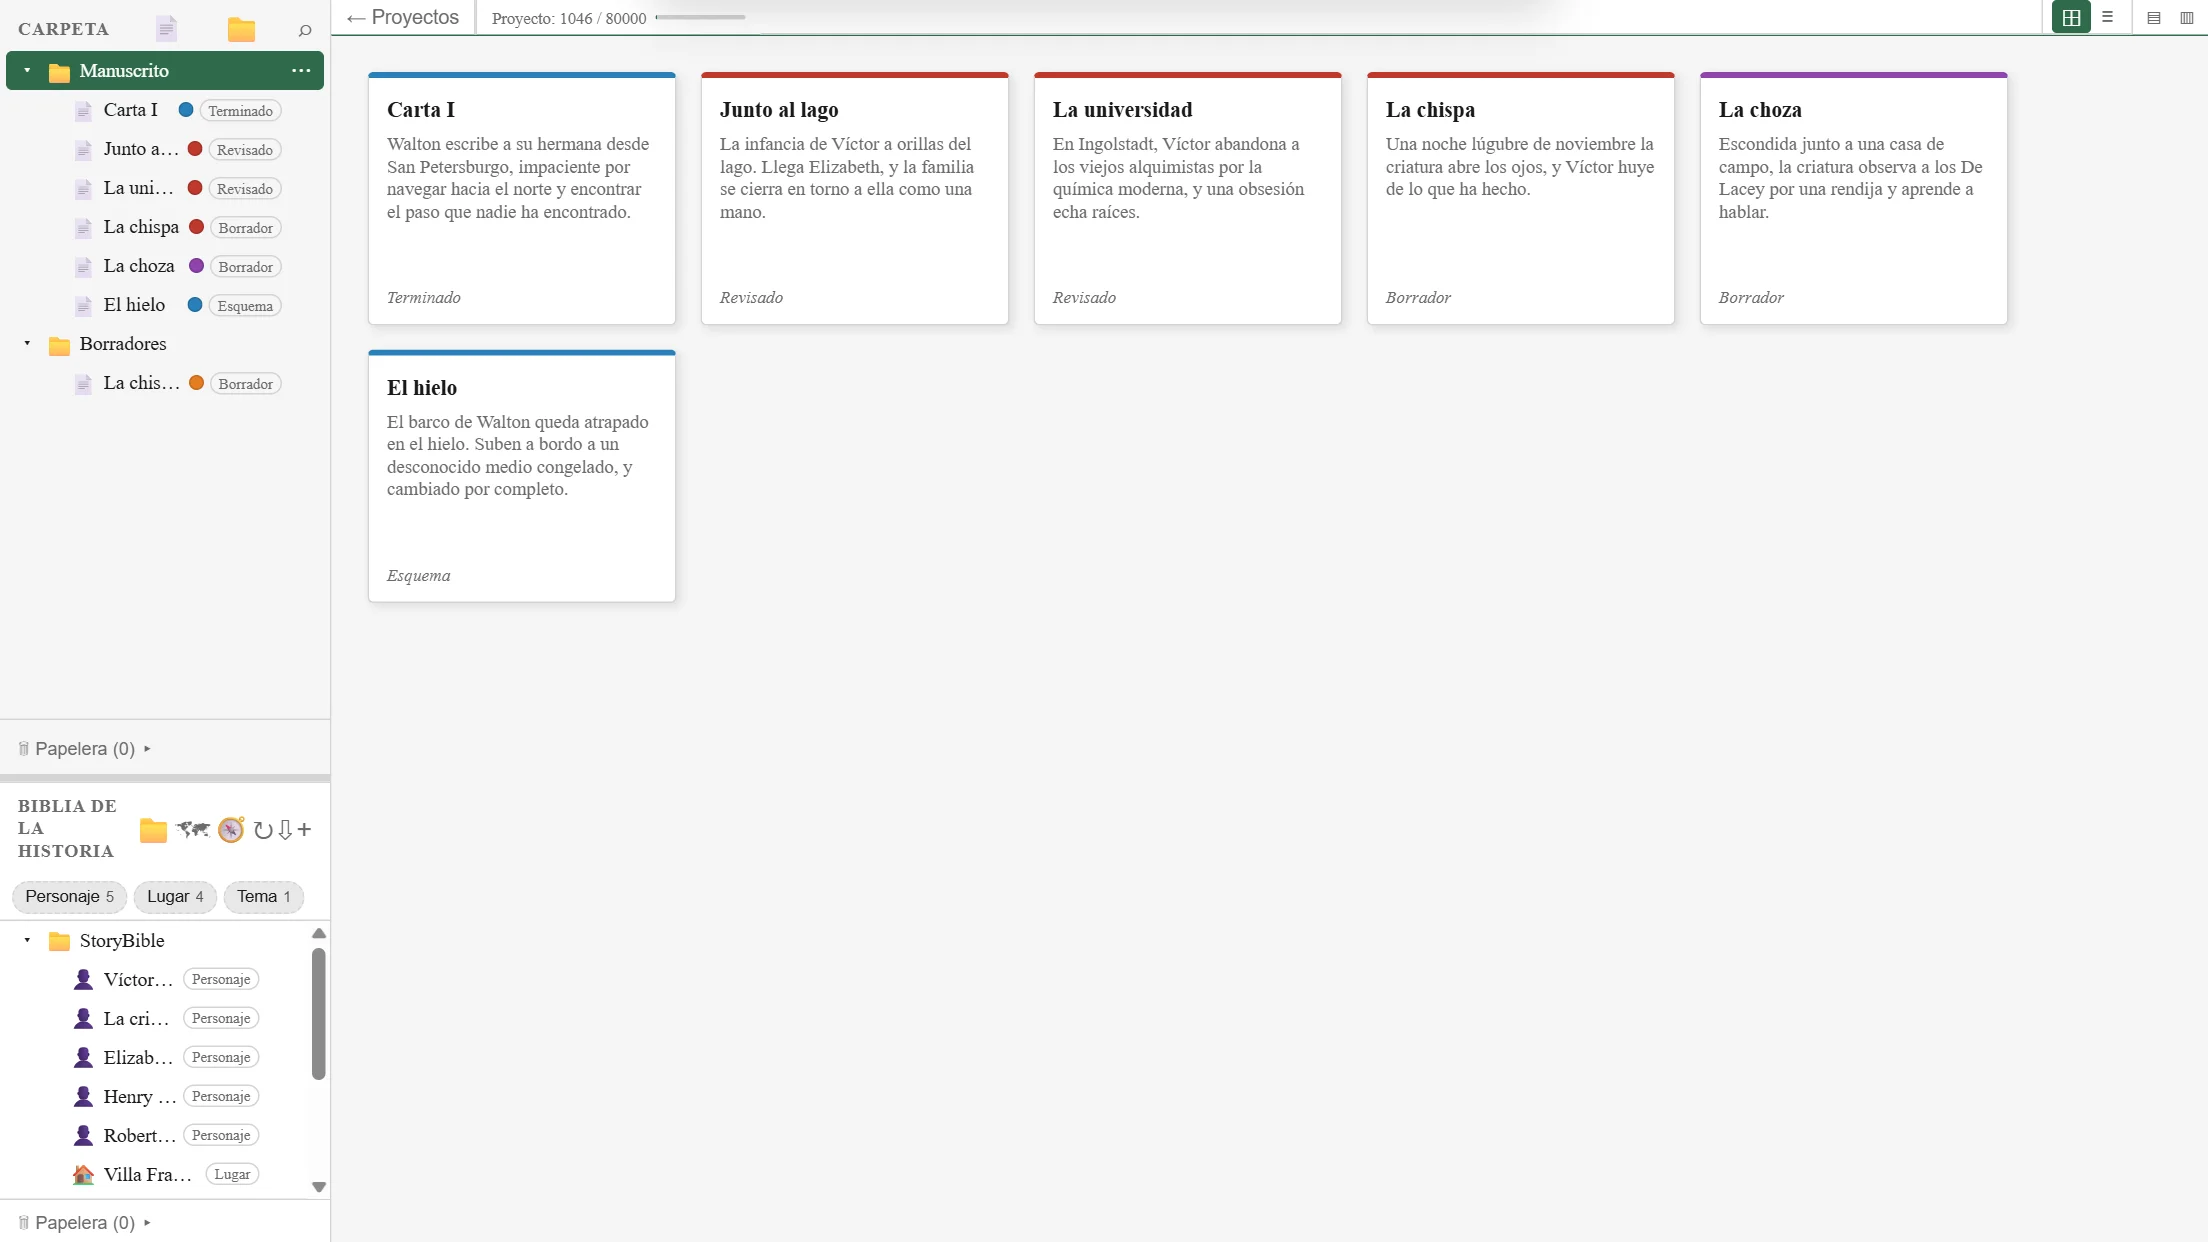 CARPETA
Manuscrito
Carta I Terminado
Junto a… Revisado
La uni… Revisado
La chispa Borrador
La choza Borrador
El hielo Esquema
Borradores
La chis… Borrador
Papelera (0)
BIBLIA DE
LA
HISTORIA
Personaje 5 Lugar 4 Tema 1
StoryBible
Víctor… Personaje
La cri… Personaje
Elizab… Personaje
Henry … Personaje
Robert… Personaje
Villa Fra… Lugar
Papelera (0)
← Proyectos Proyecto: 1046 / 80000
Carta I
Walton escribe a su hermana desde
San Petersburgo, impaciente por
navegar hacia el norte y encontrar
el paso que nadie ha encontrado.
Terminado
Junto al lago
La infancia de Víctor a orillas del
lago. Llega Elizabeth, y la familia
se cierra en torno a ella como una
mano.
Revisado
La universidad
En Ingolstadt, Víctor abandona a
los viejos alquimistas por la
química moderna, y una obsesión
echa raíces.
Revisado
La chispa
Una noche lúgubre de noviembre la
criatura abre los ojos, y Víctor huye
de lo que ha hecho.
Borrador
La choza
Escondida junto a una casa de
campo, la criatura observa a los De
Lacey por una rendija y aprende a
hablar.
Borrador
El hielo
El barco de Walton queda atrapado
en el hielo. Suben a bordo a un
desconocido medio congelado, y
cambiado por completo.
Esquema